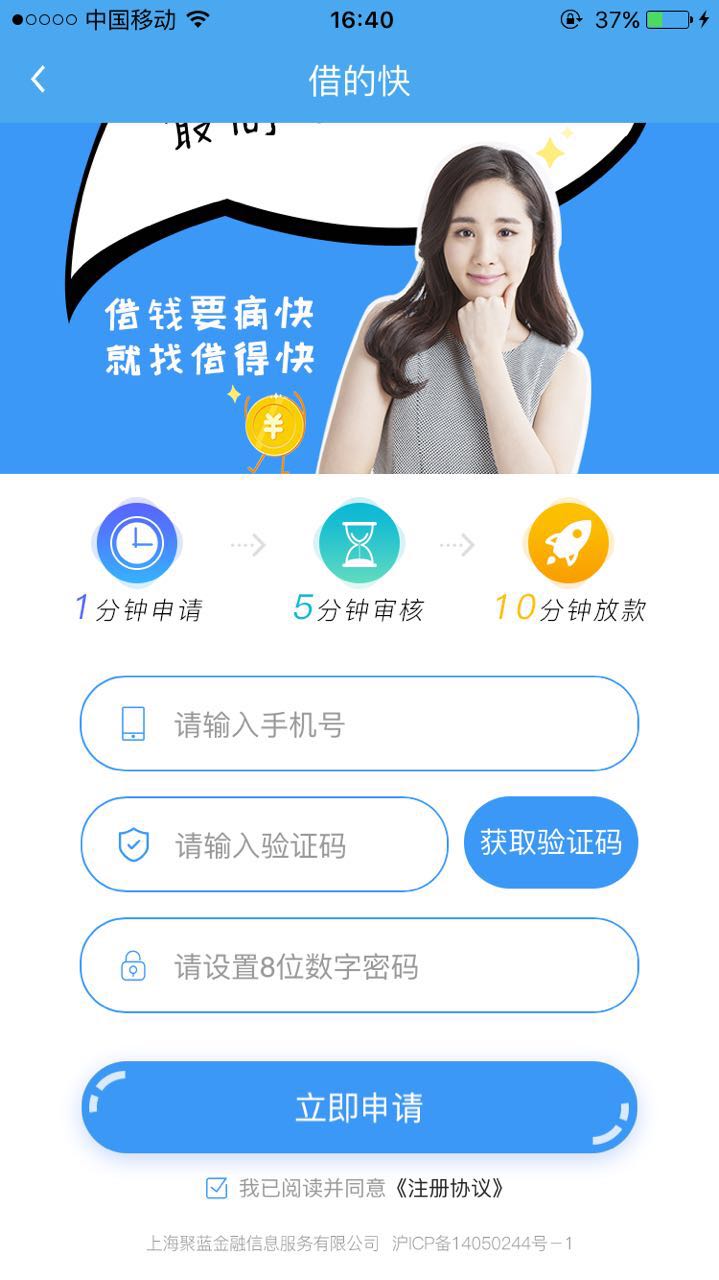 中国移动 16:40 37%
借的快
最高
借钱要痛快
就找借得快
1分钟申请 5分钟审核 10分钟放款
请输入手机号
请输入验证码 获取验证码
请设置8位数字密码
立即申请
我已阅读并同意《注册协议》
上海聚蓝金融信息服务有限公司 沪ICP备14050244号-1